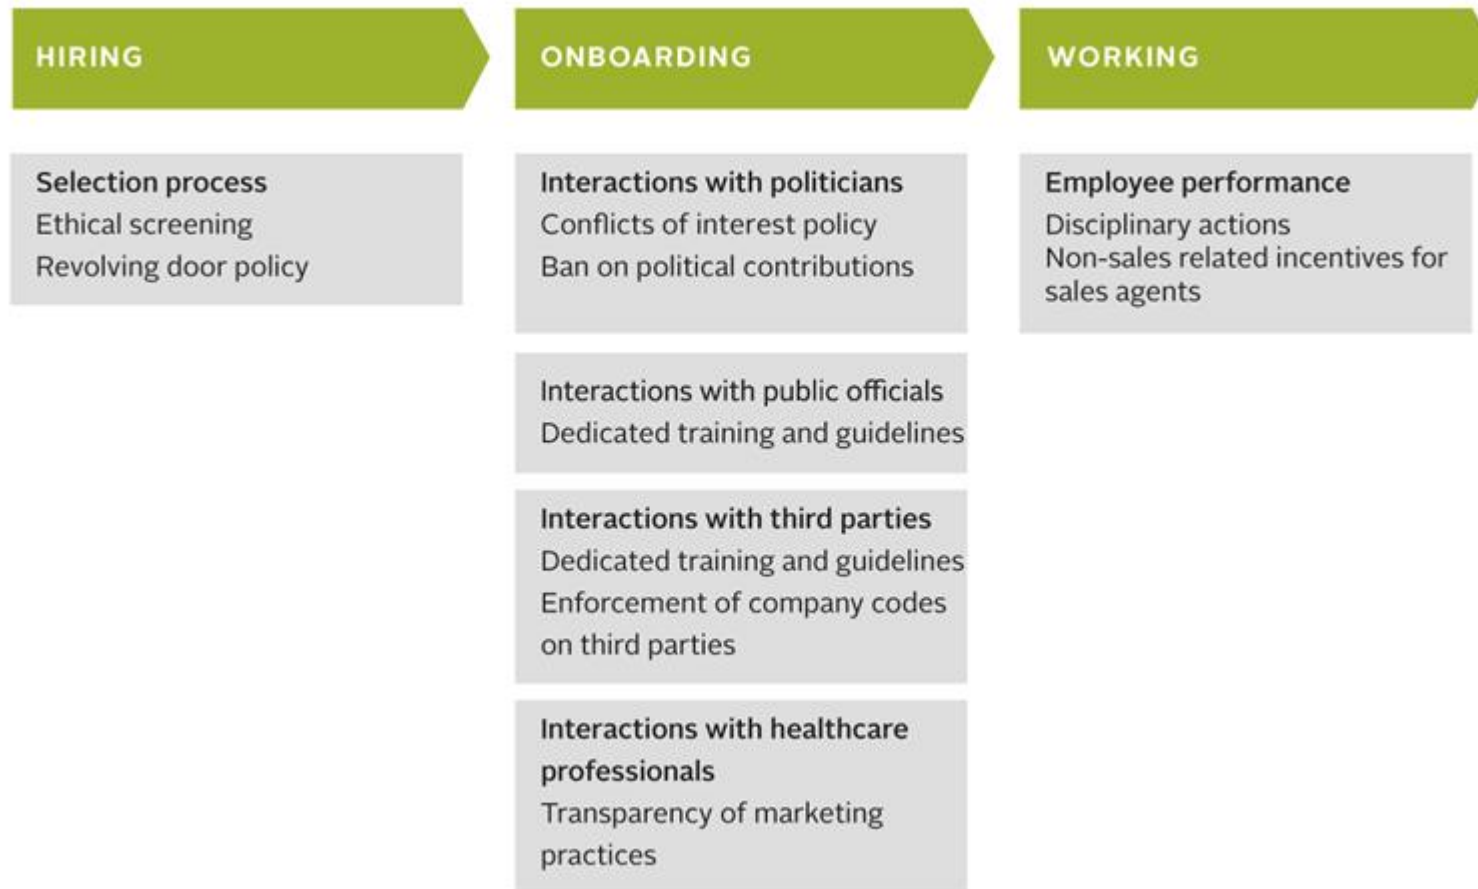 HIRING
Selection process
Ethical screening
Revolving door policy
ONBOARDING
Interactions with politicians
Conflicts of interest policy
Ban on political contributions
Interactions with public officials
Dedicated training and guidelines
Interactions with third parties
Dedicated training and guidelines
Enforcement of company codes
on third parties
Interactions with healthcare
professionals
Transparency of marketing
practices
WORKING
Employee performance
Disciplinary actions
Non-sales related incentives for
sales agents